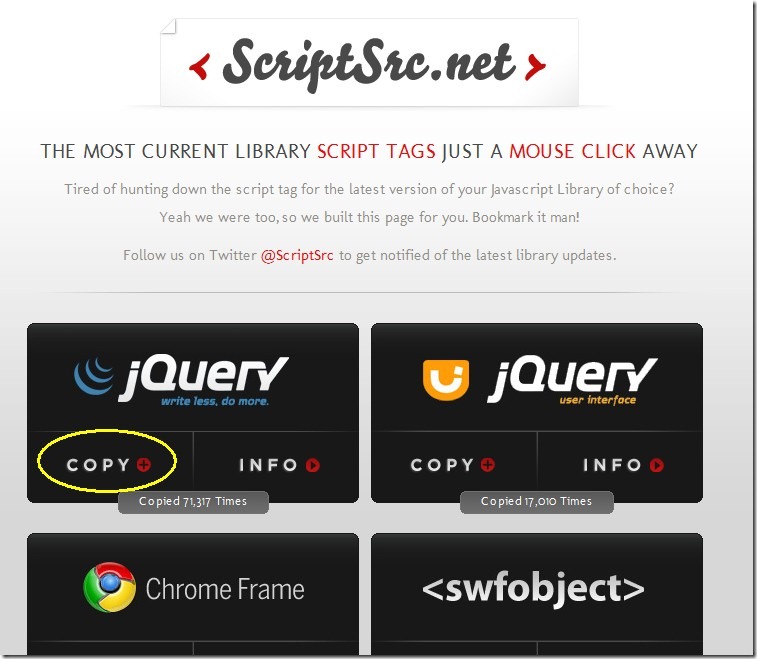 ScriptSrc.net
THE MOST CURRENT LIBRARY SCRIPT TAGS JUST A MOUSE CLICK AWAY
Tired of hunting down the script tag for the latest version of your Javascript Library of choice?
Yeah we were too, so we built this page for you. Bookmark it man!
Follow us on Twitter @ScriptSrc to get notified of the latest library updates.
jQuery
write less, do more.
COPY
INFO
Copied 71,317 Times
jQuery
user interface
COPY
INFO
Copied 17,010 Times
Chrome Frame
<swfobject>